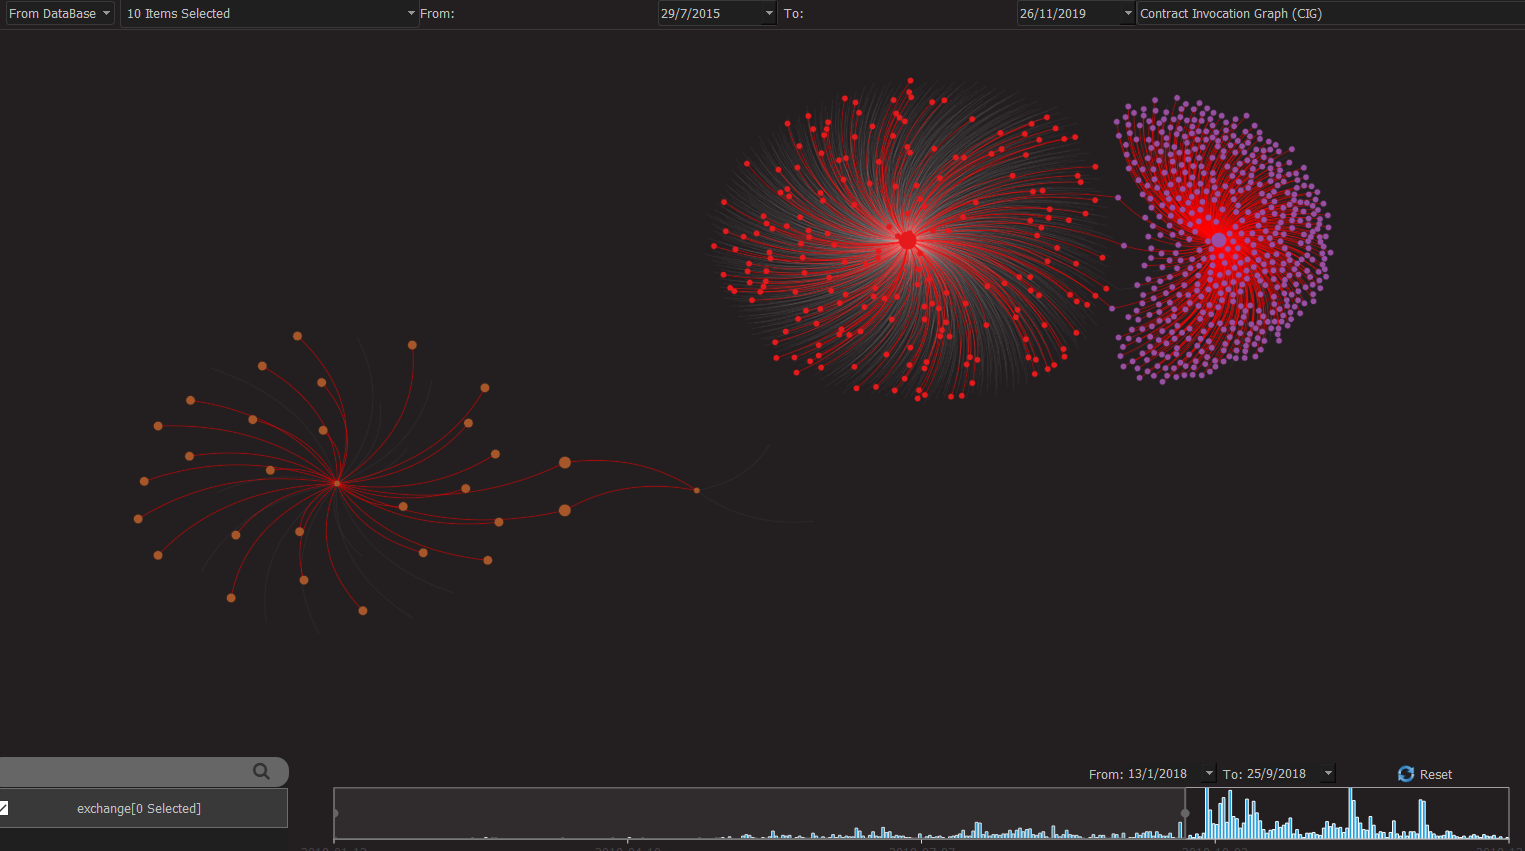 From DataBase 10 Items Selected From: 29/7/2015 To: 26/11/2019 Contract Invocation Graph (CIG)
From: 13/1/2018 To: 25/9/2018 Reset
exchange[0 Selected]